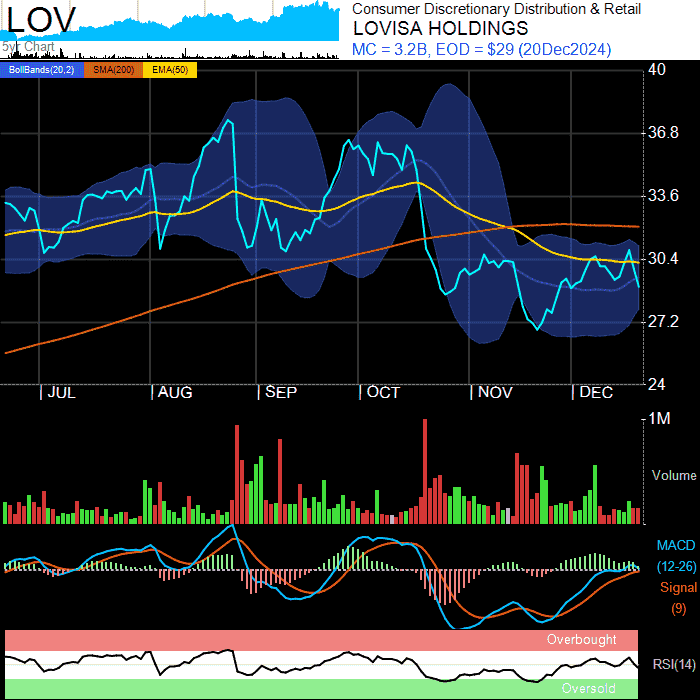 LOV
5yr Chart
Consumer Discretionary Distribution & Retail
LOVISA HOLDINGS
MC = 3.2B, EOD = $29 (20Dec2024)
BollBands(20,2) SMA(200) EMA(50)
40
36.8
33.6
30.4
27.2
24
JUL AUG SEP OCT NOV DEC
1M
Volume
MACD
(12-26)
Signal
(9)
Overbought
RSI(14)
Oversold